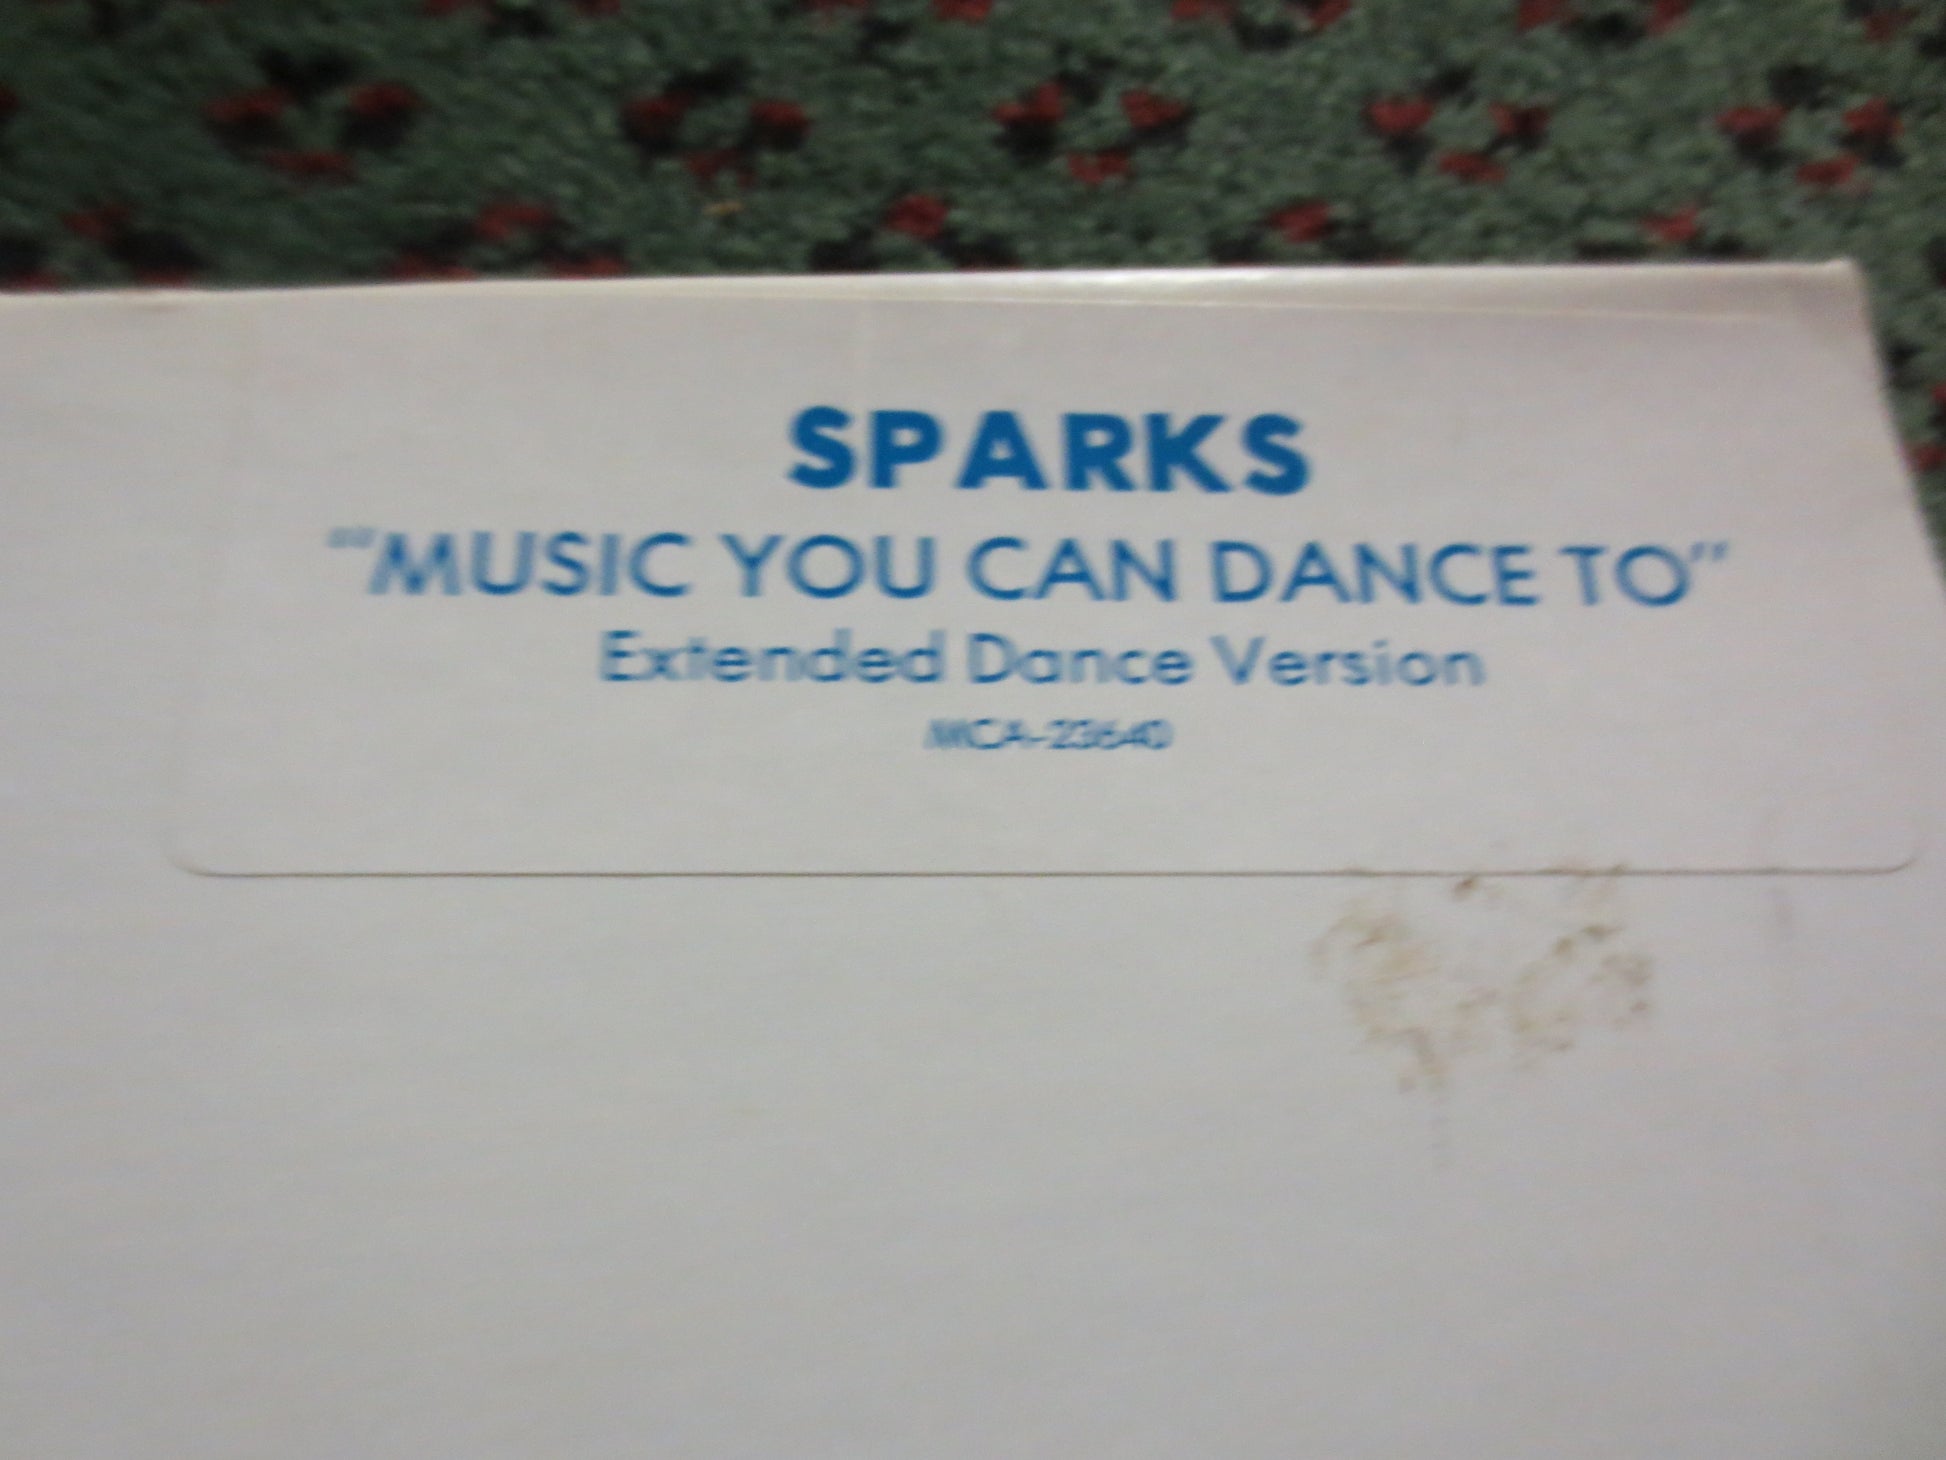 SPARKS
"MUSIC YOU CAN DANCE TO"
Extended Dance Version
MCA-23640